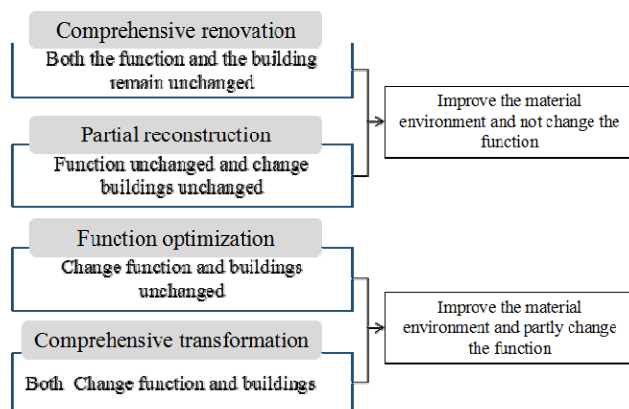 Comprehensive renovation
Both the function and the building
remain unchanged
Partial reconstruction
Function unchanged and change
buildings unchanged
Improve the material
environment and not change the
function
Function optimization
Change function and buildings
unchanged
Comprehensive transformation
Both Change function and buildings
Improve the material
environment and partly change
the function